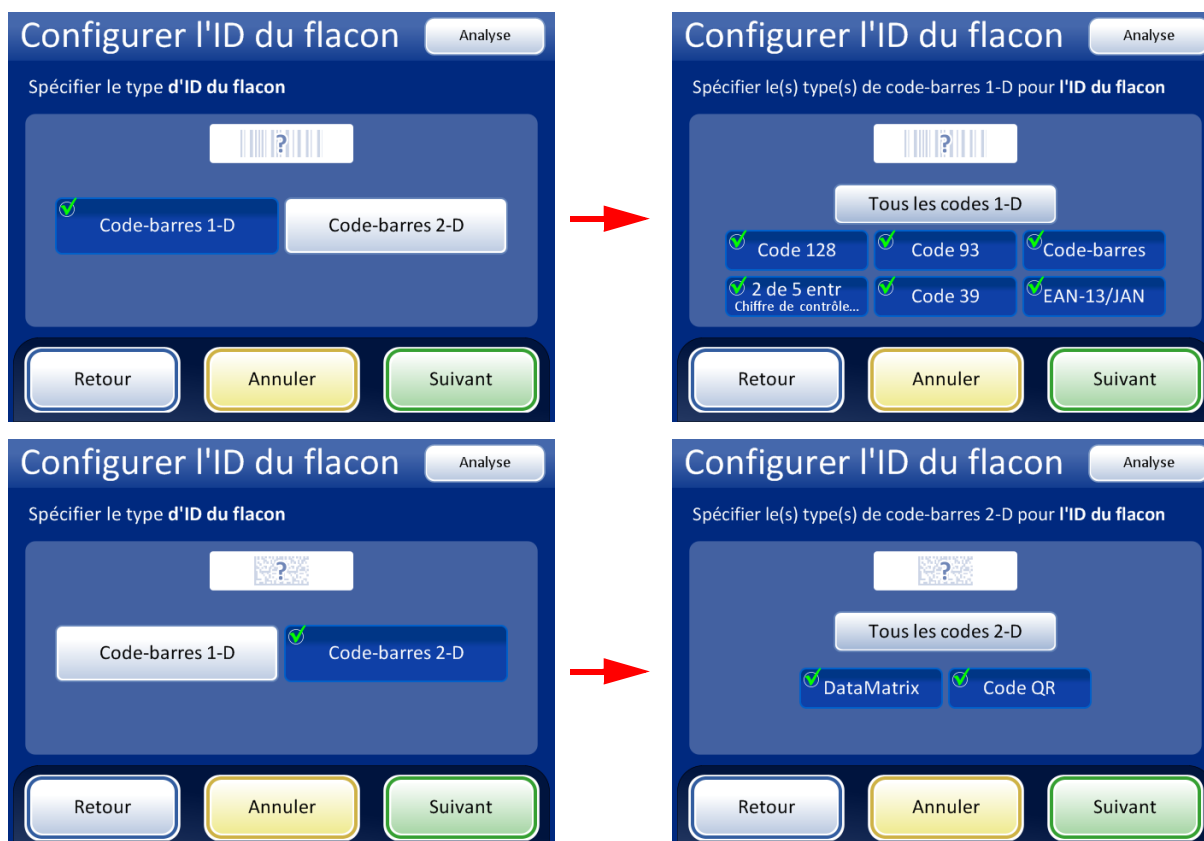 Configurer l'ID du flacon
Analyse
Spécifier le type d'ID du flacon
?
Code-barres 1-D
Code-barres 2-D
Retour
Annuler
Suivant
Configurer l'ID du flacon
Analyse
Spécifier le(s) type(s) de code-barres 1-D pour l'ID du flacon
?
Tous les codes 1-D
Code 128
Code 93
Code-barres
2 de 5 entr
Chiffre de contrôle...
Code 39
EAN-13/JAN
Retour
Annuler
Suivant
Configurer l'ID du flacon
Analyse
Spécifier le type d'ID du flacon
?
Code-barres 1-D
Code-barres 2-D
Retour
Annuler
Suivant
Configurer l'ID du flacon
Analyse
Spécifier le(s) type(s) de code-barres 2-D pour l'ID du flacon
?
Tous les codes 2-D
DataMatrix
Code QR
Retour
Annuler
Suivant